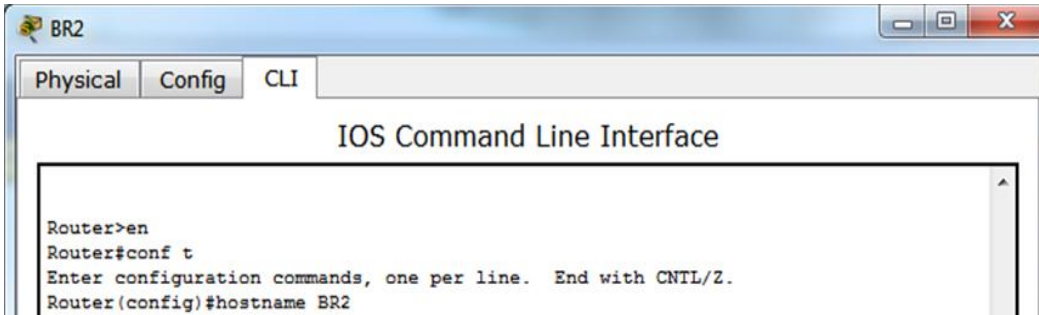 BR2
Physical Config CLI
IOS Command Line Interface
Router>en
Router#conf t
Enter configuration commands, one per line.  End with CNTL/Z.
Router(config)#hostname BR2